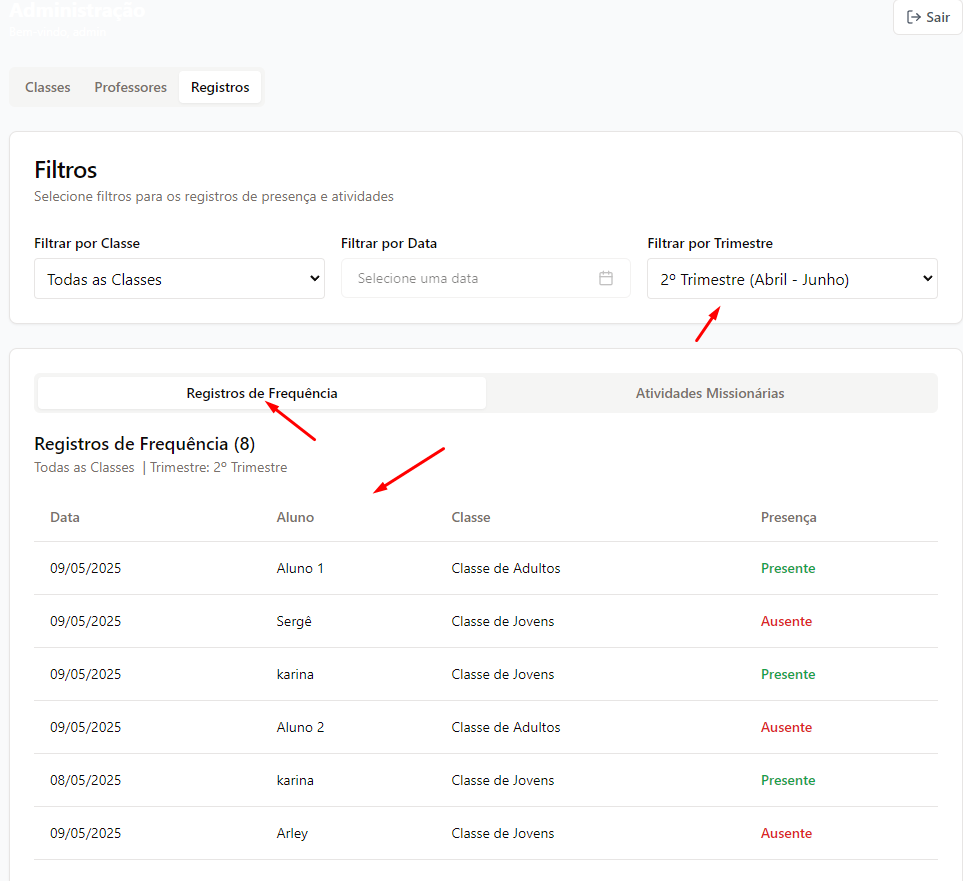 Administração
Sair
Classes Professores Registros
Filtros
Selecione filtros para os registros de presença e atividades
Filtrar por Classe Filtrar por Data Filtrar por Trimestre
Todas as Classes Selecione uma data 2º Trimestre (Abril - Junho)
Registros de Frequência Atividades Missionárias
Registros de Frequência (8)
Todas as Classes | Trimestre: 2º Trimestre
Data Aluno Classe Presença
09/05/2025 Aluno 1 Classe de Adultos Presente
09/05/2025 Sergê Classe de Jovens Ausente
09/05/2025 karina Classe de Jovens Presente
09/05/2025 Aluno 2 Classe de Adultos Ausente
08/05/2025 karina Classe de Jovens Presente
09/05/2025 Arley Classe de Jovens Ausente